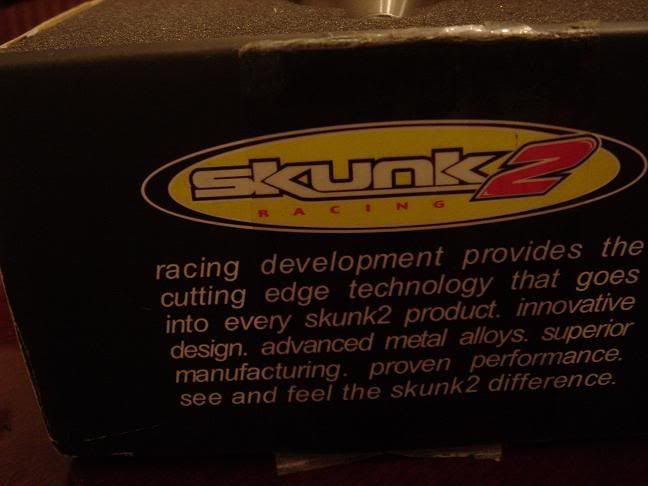 skunk2
RACING
racing development provides the
cutting edge technology that goes
into every skunk2 product. innovative
design. advanced metal alloys. superior
manufacturing. proven performance.
see and feel the skunk2 difference.